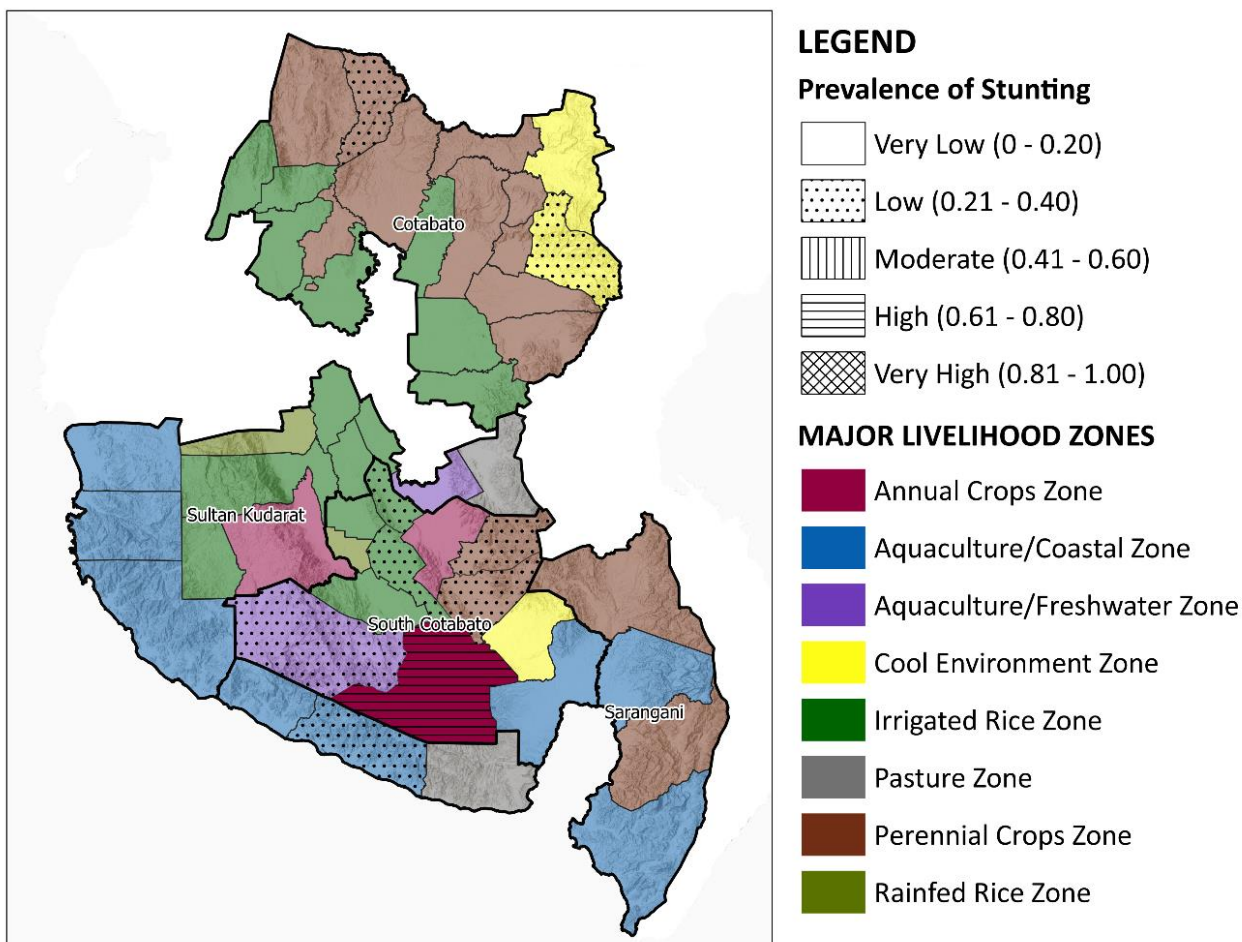 LEGEND
Prevalence of Stunting
Very Low (0 - 0.20)
Low (0.21 - 0.40)
Moderate (0.41 - 0.60)
High (0.61 - 0.80)
Very High (0.81 - 1.00)
MAJOR LIVELIHOOD ZONES
Annual Crops Zone
Aquaculture/Coastal Zone
Aquaculture/Freshwater Zone
Cool Environment Zone
Irrigated Rice Zone
Pasture Zone
Perennial Crops Zone
Rainfed Rice Zone
Cotabato
Sultan Kudarat
South Cotabato
Sarangani